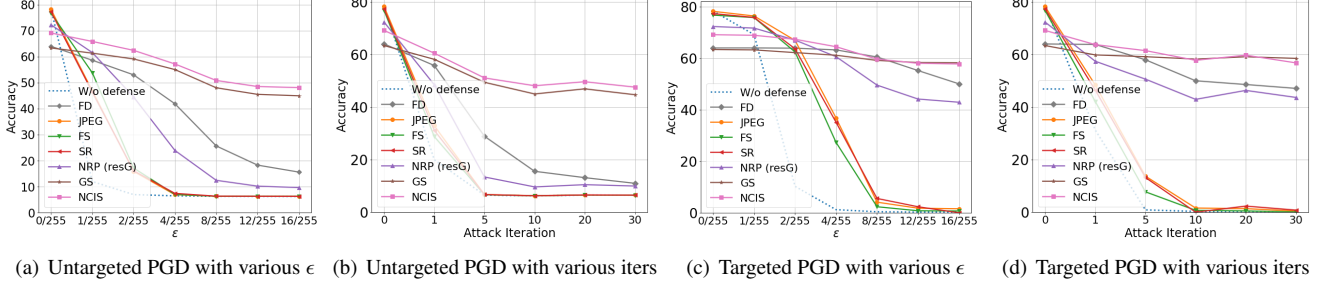 80
70
60
50
40
30
20
10
0
Accuracy
W/o defense
FD
JPEG
FS
SR
NRP (resG)
GS
NCIS
0/255 1/255 2/255 4/255 8/255 12/255 16/255
ε
(a) Untargeted PGD with various ϵ
80
60
40
20
0
Accuracy
W/o defense
FD
JPEG
FS
SR
NRP (resG)
GS
NCIS
0 1 5 10 20 30
Attack Iteration
(b) Untargeted PGD with various iters
80
70
60
50
40
30
20
10
0
Accuracy
W/o defense
FD
JPEG
FS
SR
NRP (resG)
GS
NCIS
0/255 1/255 2/255 4/255 8/255 12/255 16/255
ε
(c) Targeted PGD with various ϵ
80
60
40
20
0
Accuracy
W/o defense
FD
JPEG
FS
SR
NRP (resG)
GS
NCIS
0 1 5 10 20 30
Attack Iteration
(d) Targeted PGD with various iters